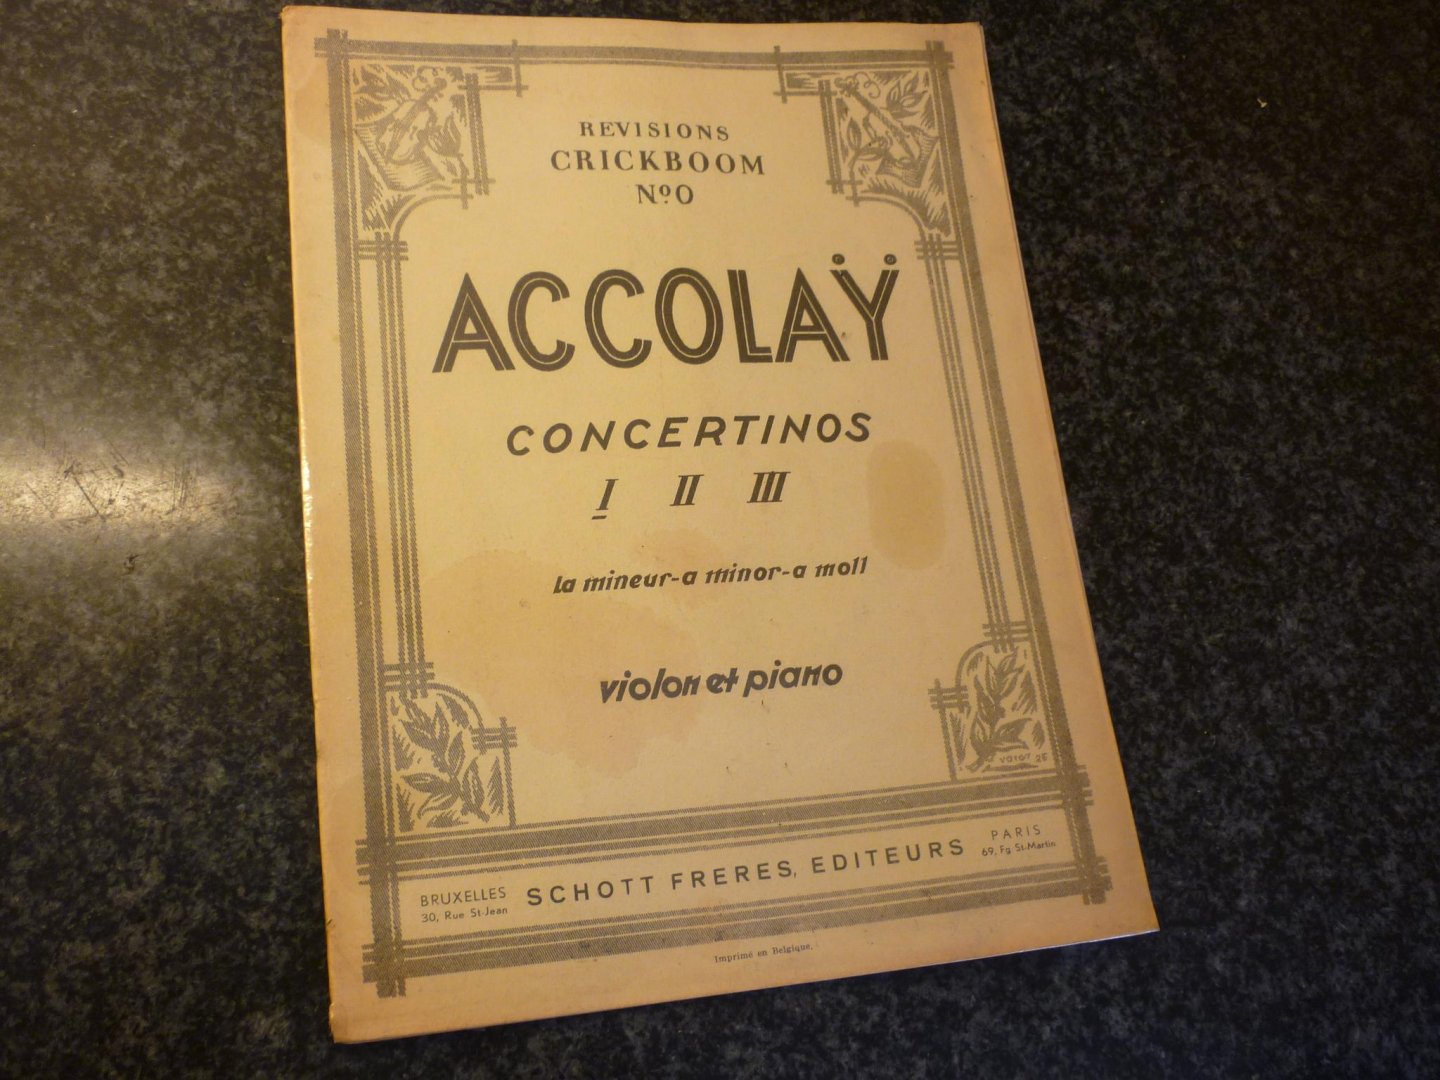 REVISIONS
CRICKBOOM
Nº0
ACCOLAŸ
CONCERTINOS
I II III
la mineur-a minor-a moll
violon et piano
BRUXELLES
30, Rue St-Jean
SCHOTT FRERES, EDITEURS
PARIS
69, Fg St-Martin
Imprimé en Belgique.